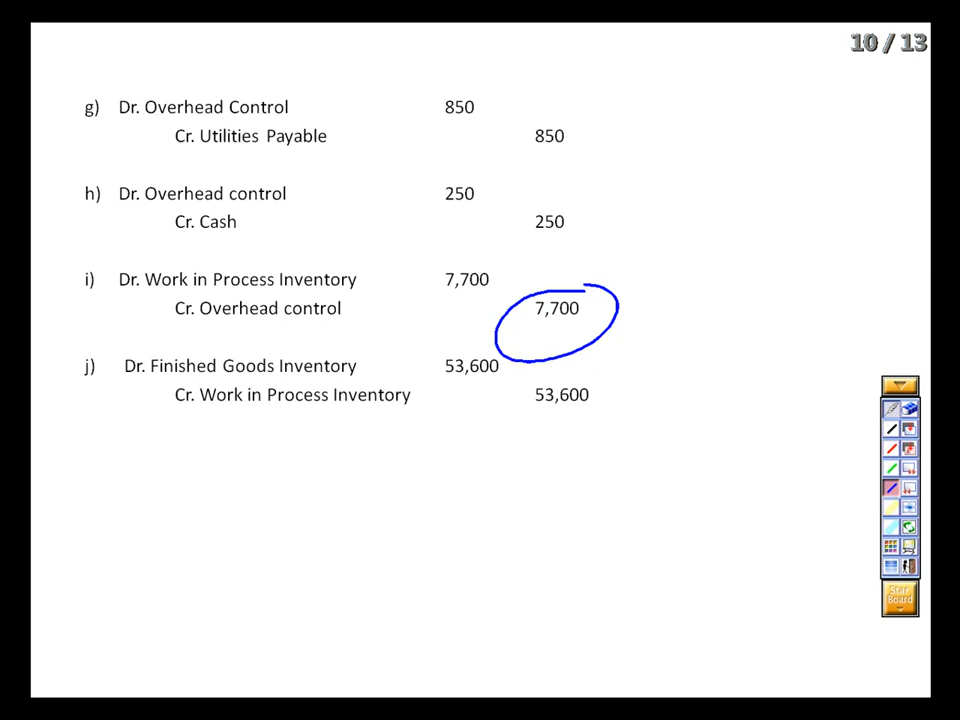 10 / 13
g) Dr. Overhead Control 850
Cr. Utilities Payable 850
h) Dr. Overhead control 250
Cr. Cash 250
i) Dr. Work in Process Inventory 7,700
Cr. Overhead control 7,700
j) Dr. Finished Goods Inventory 53,600
Cr. Work in Process Inventory 53,600
Star
Board